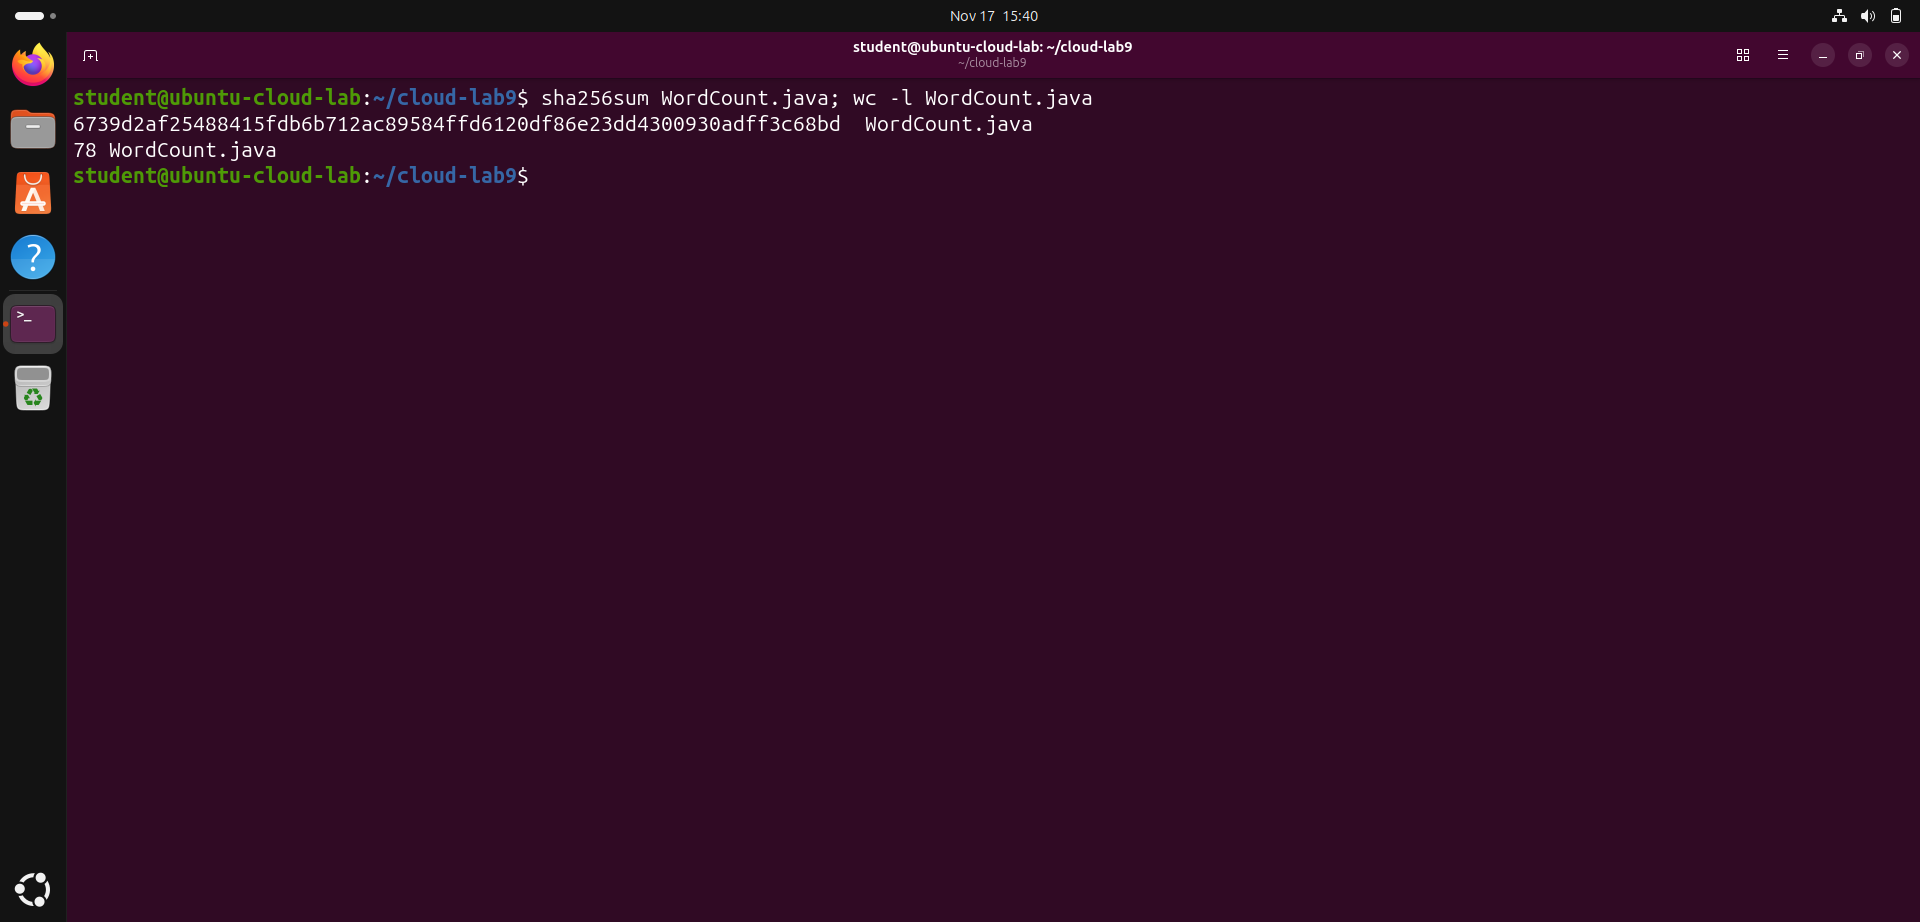 Nov 17 15:40
student@ubuntu-cloud-lab: ~/cloud-lab9
~/cloud-lab9
student@ubuntu-cloud-lab:~/cloud-lab9$ sha256sum WordCount.java; wc -l WordCount.java
6739d2af25488415fdb6b712ac89584ffd6120df86e23dd4300930adff3c68bd  WordCount.java
78 WordCount.java
student@ubuntu-cloud-lab:~/cloud-lab9$